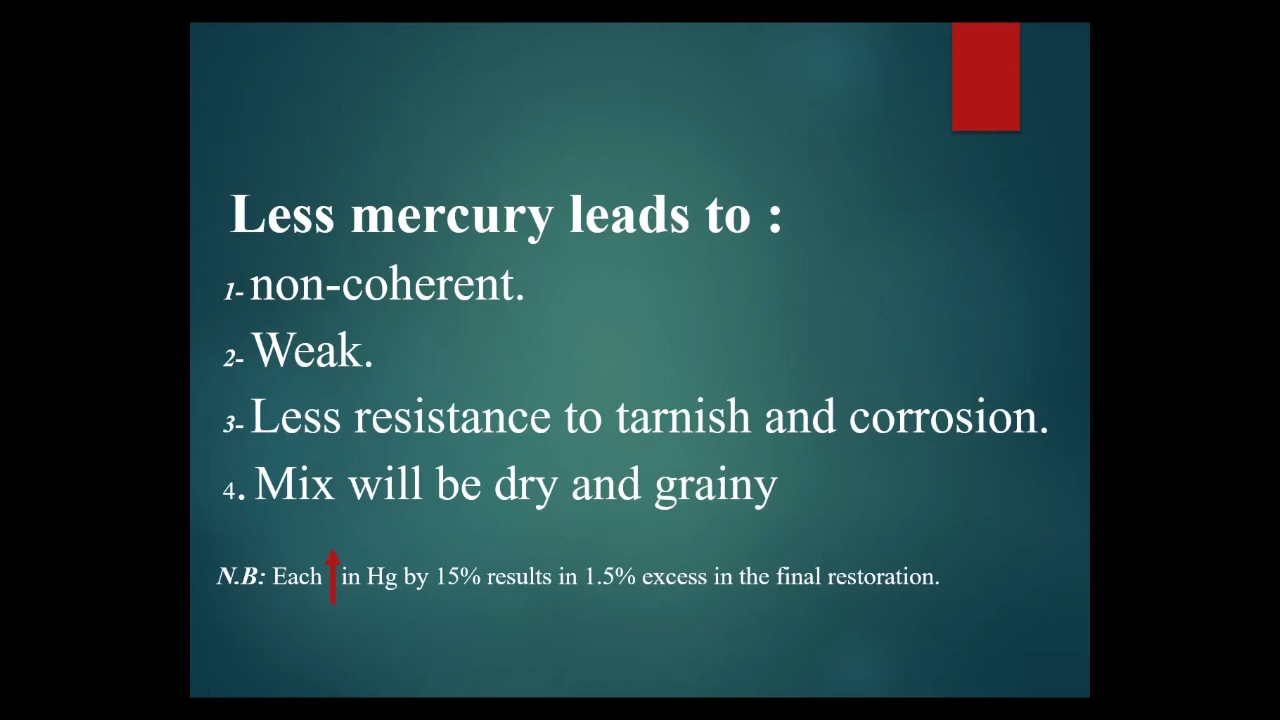 Less mercury leads to :
1- non-coherent.
2- Weak.
3- Less resistance to tarnish and corrosion.
4. Mix will be dry and grainy
N.B: Each in Hg by 15% results in 1.5% excess in the final restoration.